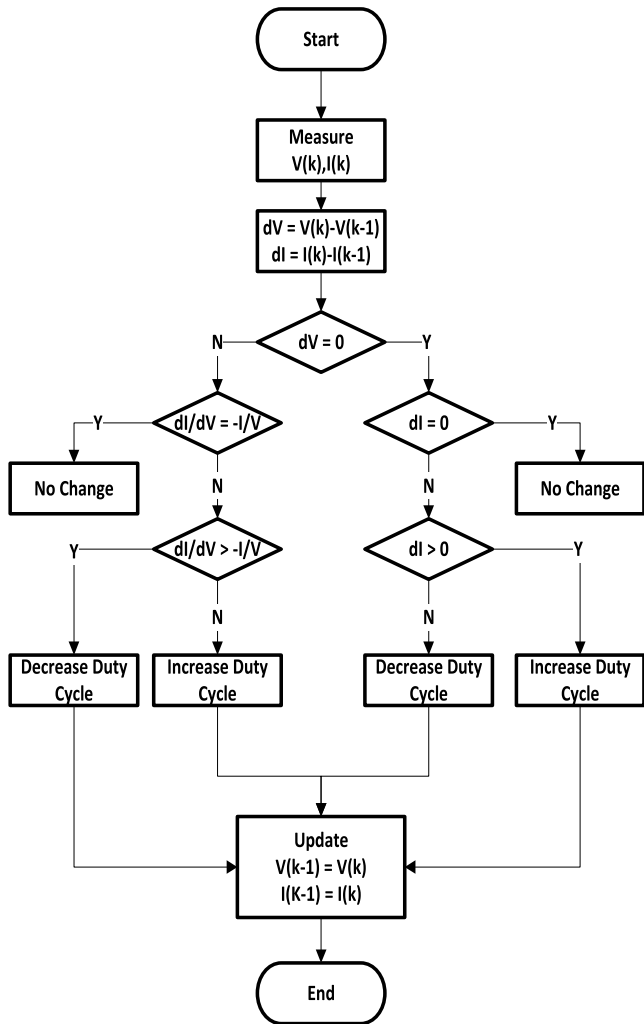 Start
Measure
V(k),I(k)
dV = V(k)-V(k-1)
dI = I(k)-I(k-1)
dV = 0
N
Y
dI/dV = -I/V
dI = 0
Y
Y
No Change
No Change
N
N
dI/dV > -I/V
dI > 0
Y
Y
N
N
Decrease Duty
Cycle
Increase Duty
Cycle
Decrease Duty
Cycle
Increase Duty
Cycle
Update
V(k-1) = V(k)
I(K-1) = I(k)
End